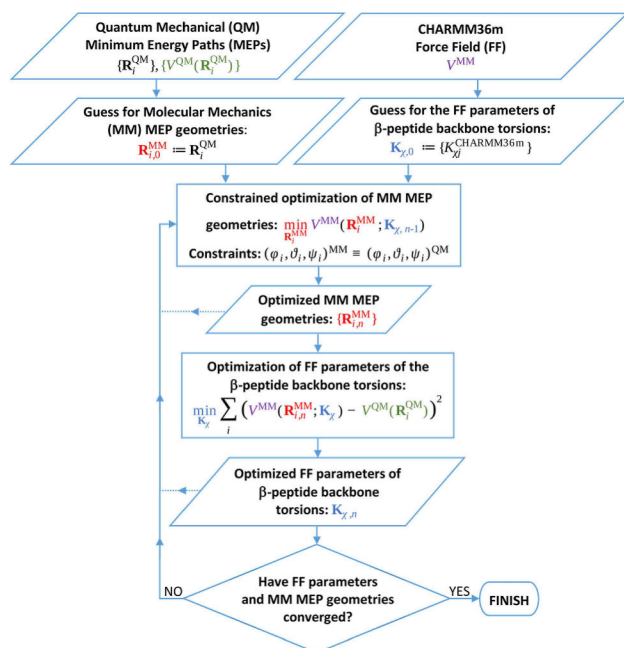 Quantum Mechanical (QM)
Minimum Energy Paths (MEPs)
{R_i^QM}, {V^QM(R_i^QM)}
CHARMM36m
Force Field (FF)
V^MM
Guess for Molecular Mechanics
(MM) MEP geometries:
R_{i,0}^MM ≔ R_i^QM
Guess for the FF parameters of
β-peptide backbone torsions:
K_{χ,0} ≔ {K_{χj}^CHARMM36m}
Constrained optimization of MM MEP
geometries: min_{R_i^MM} V^MM(R_i^MM; K_{χ, n-1})
Constraints: (φ_i, ϑ_i, ψ_i)^MM ≡ (φ_i, ϑ_i, ψ_i)^QM
Optimized MM MEP
geometries: {R_{i,n}^MM}
Optimization of FF parameters of the
β-peptide backbone torsions:
min_{K_χ} ∑_i (V^MM(R_{i,n}^MM; K_χ) − V^QM(R_i^QM))^2
Optimized FF parameters of
β-peptide backbone
torsions: K_{χ,n}
Have FF parameters
and MM MEP geometries
converged?
NO
YES
FINISH